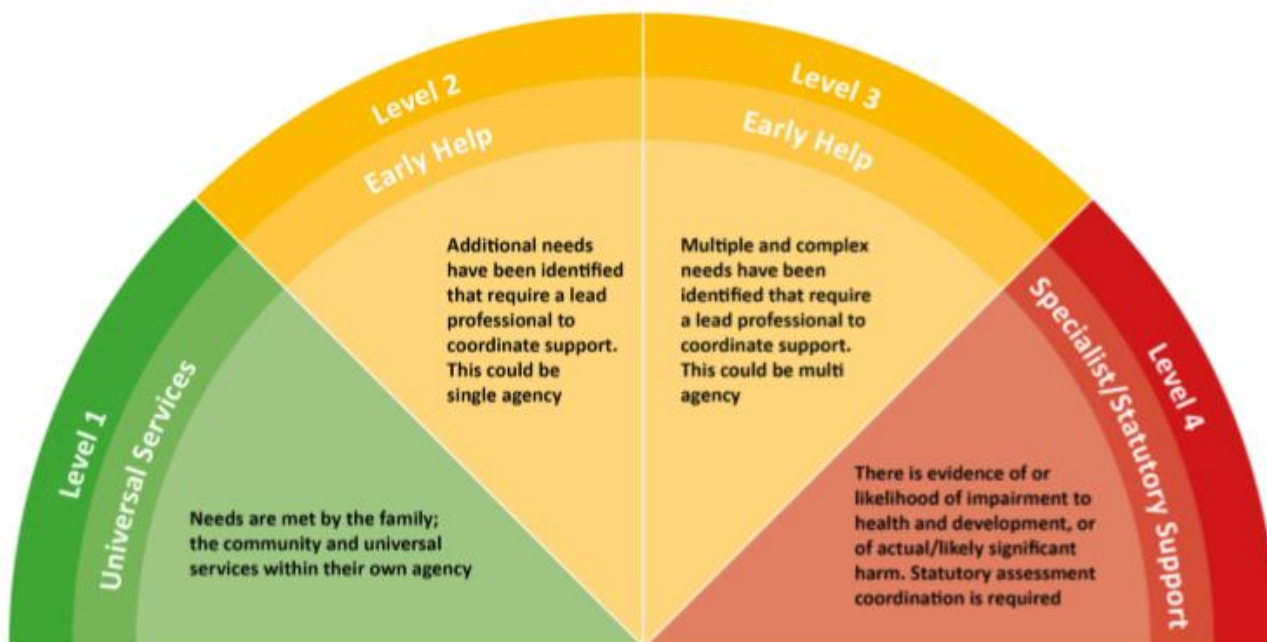 Level 1
Universal Services
Needs are met by the family;
the community and universal
services within their own agency
Level 2
Early Help
Additional needs
have been identified
that require a lead
professional to
coordinate support.
This could be
single agency
Level 3
Early Help
Multiple and complex
needs have been
identified that require
a lead professional to
coordinate support.
This could be multi
agency
Level 4
Specialist/Statutory Support
There is evidence of or
likelihood of impairment to
health and development, or
of actual/likely significant
harm. Statutory assessment
coordination is required